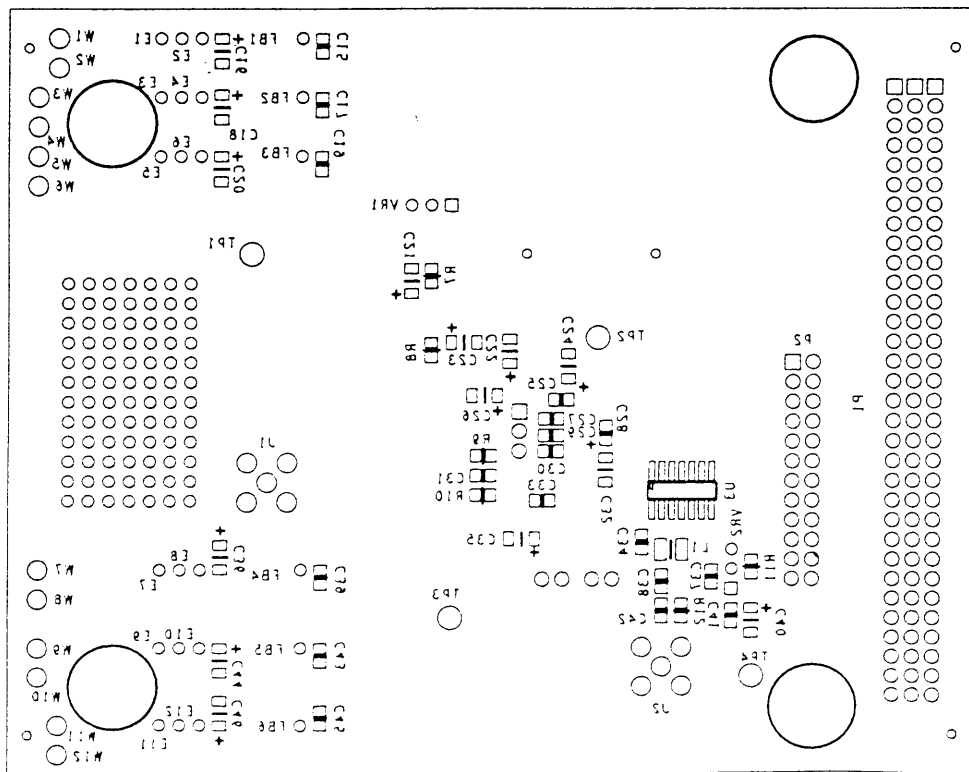 W1
W2
W3
W4
W5
W6
E1
E2
E3
E4
E5
E6
C16
C18
C20
FB1
FB2
FB3
C15
C17
C19
VR1
TP1
C21
R7
R8
C23
C22
C24
TP2
C25
C26
C27
C29
C28
R9
C30
C31
R10
C33
C32
C35
C34
U3
VR2
P2
P1
J1
L1
C36
C37
C38
R11
R12
C42
C41
C40
TP3
TP4
J2
W7
W8
W9
W10
W11
W12
E7
E8
E9
E10
E11
E12
FB4
FB5
FB6
C39
C43
C44
C45
C46